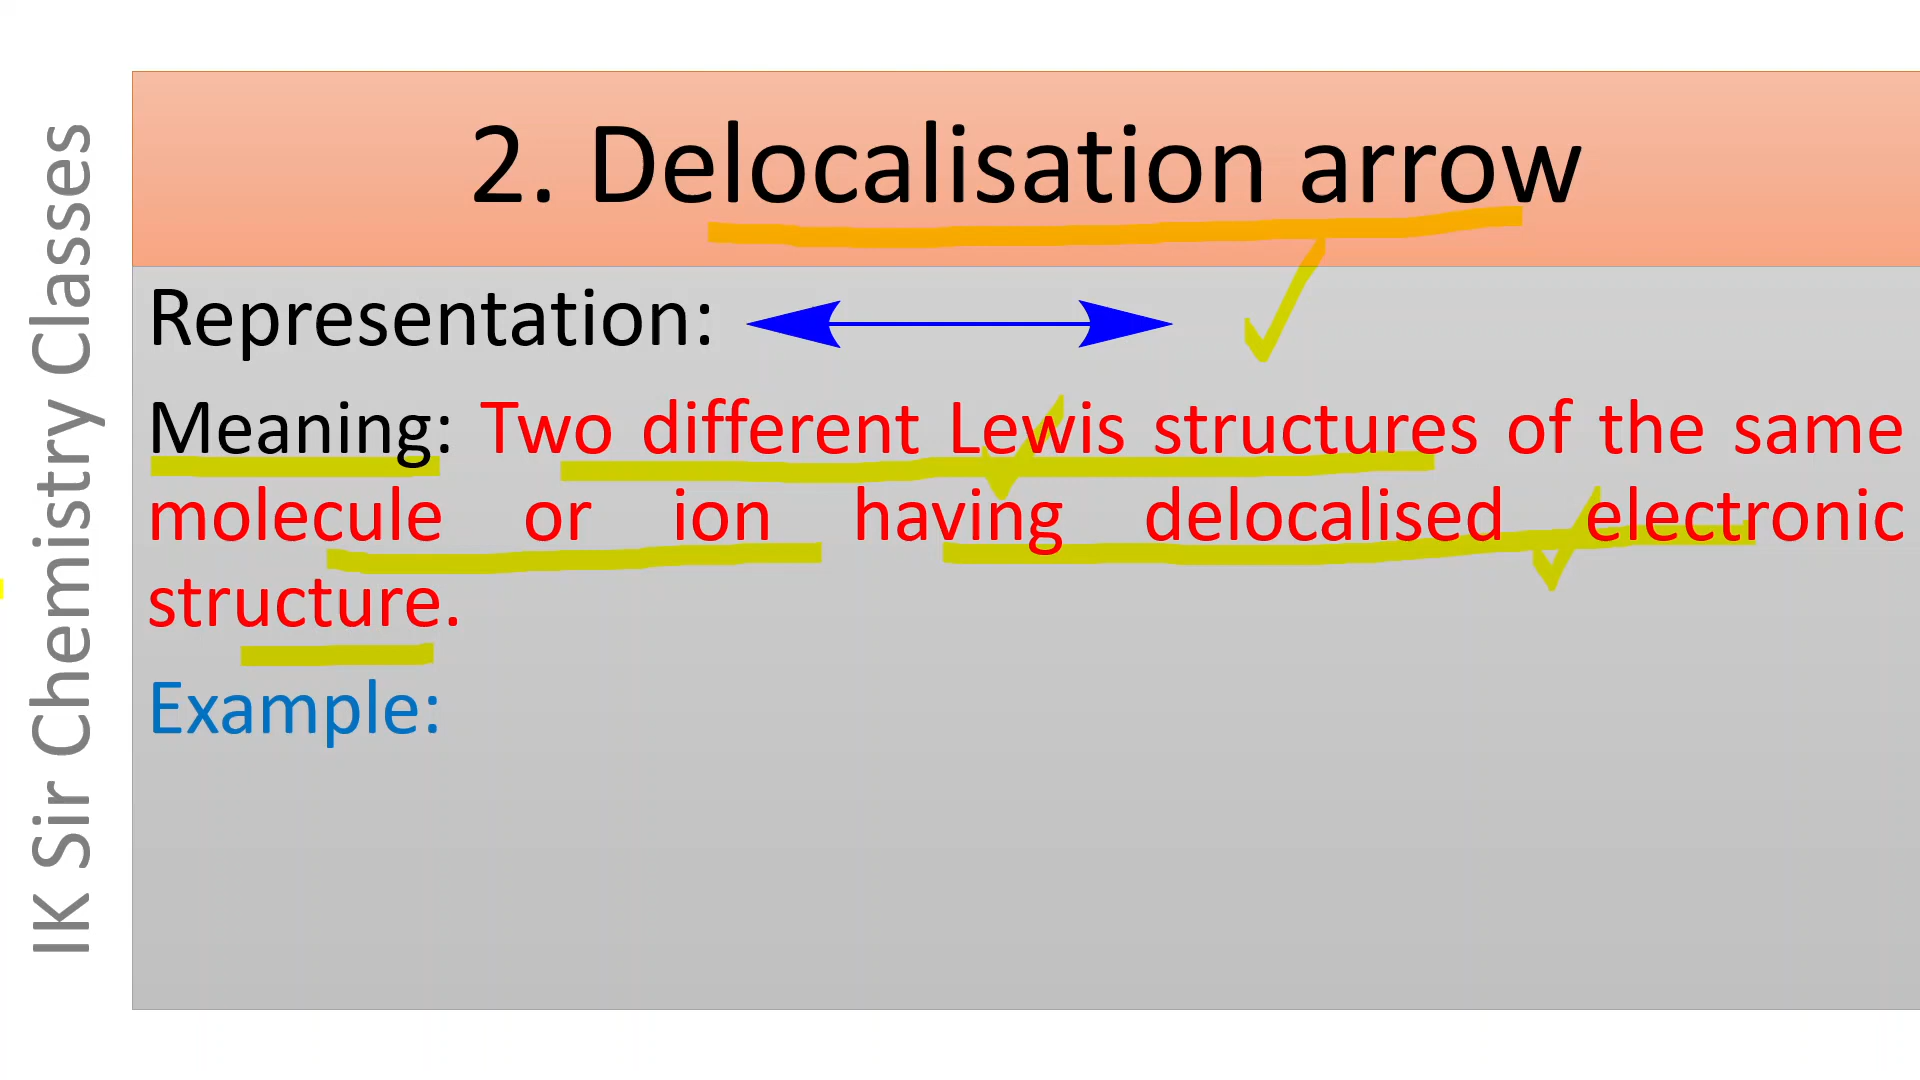 IK Sir Chemistry Classes
2. Delocalisation arrow
Representation:
Meaning: Two different Lewis structures of the same
molecule or ion having delocalised electronic
structure.
Example: